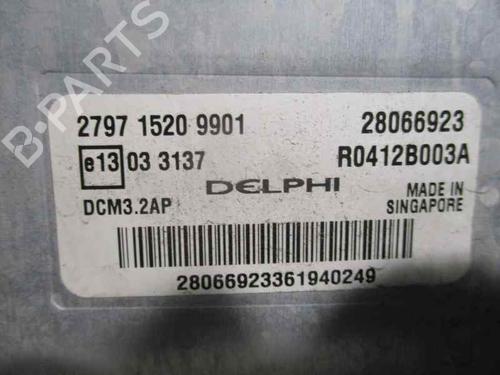 B-PARTS
2797 1520 9901 28066923
e13 03 3137 R0412B003A
DELPHI
DCM3.2AP MADE IN
SINGAPORE
28066923361940249